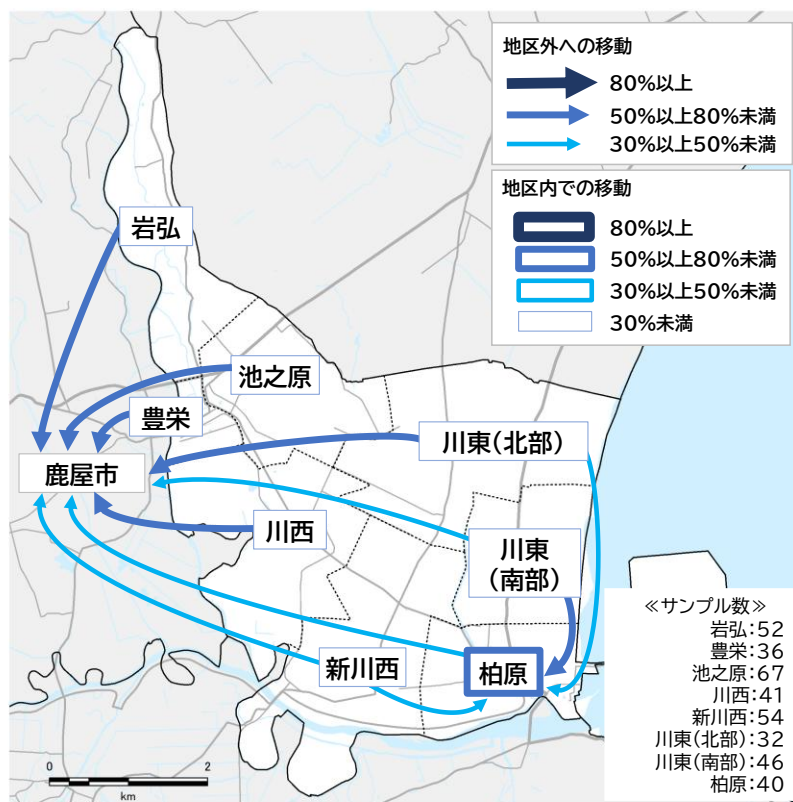 地区外への移動
80%以上
50%以上80%未満
30%以上50%未満
地区内での移動
80%以上
50%以上80%未満
30%以上50%未満
30%未満
岩弘
池之原
豊栄
川東(北部)
鹿屋市
川西
川東
(南部)
新川西
柏原
≪サンプル数≫
岩弘:52
豊栄:36
池之原:67
川西:41
新川西:54
川東(北部):32
川東(南部):46
柏原:40
0 2
km